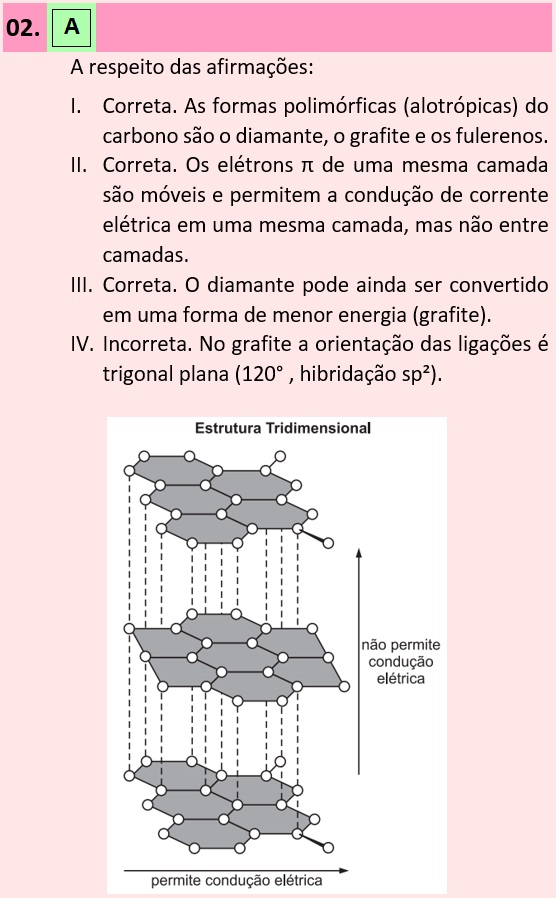 02. A
A respeito das afirmações:
I. Correta. As formas polimórficas (alotrópicas) do
carbono são o diamante, o grafite e os fulerenos.
II. Correta. Os elétrons π de uma mesma camada
são móveis e permitem a condução de corrente
elétrica em uma mesma camada, mas não entre
camadas.
III. Correta. O diamante pode ainda ser convertido
em uma forma de menor energia (grafite).
IV. Incorreta. No grafite a orientação das ligações é
trigonal plana (120° , hibridação sp²).
Estrutura Tridimensional
não permite
condução
elétrica
permite condução elétrica